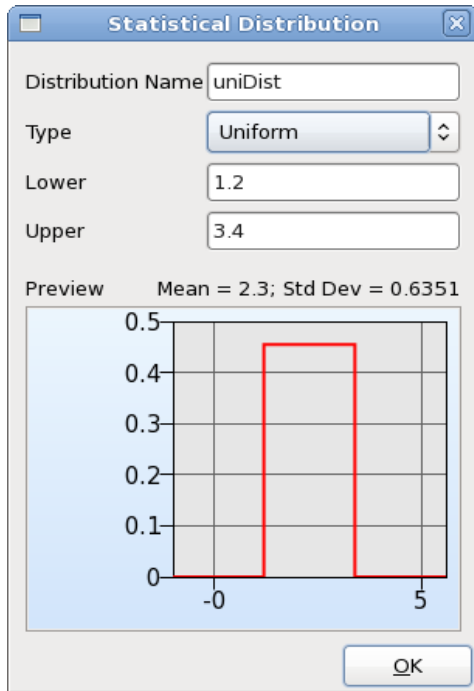 Statistical Distribution
Distribution Name uniDist
Type Uniform
Lower 1.2
Upper 3.4
Preview Mean = 2.3; Std Dev = 0.6351
0.5
0.4
0.3
0.2
0.1
0
-0 5
OK